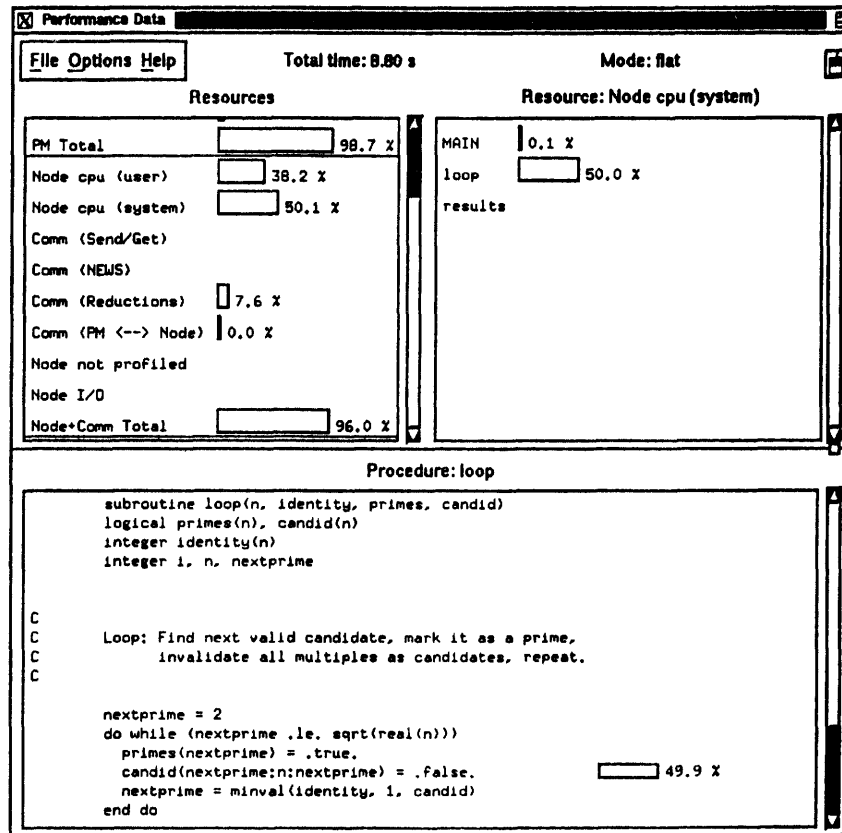 Performance Data
File Options Help
Total time: 8.80 s
Mode: flat
Resources
PM Total 98.7 %
Node cpu (user) 38.2 %
Node cpu (system) 50.1 %
Comm (Send/Get)
Comm (NEWS)
Comm (Reductions) 7.6 %
Comm (PM <--> Node) 0.0 %
Node not profiled
Node I/O
Node+Comm Total 96.0 %
Resource: Node cpu (system)
MAIN 0.1 %
loop 50.0 %
results
Procedure: loop
subroutine loop(n, identity, primes, candid)
logical primes(n), candid(n)
integer identity(n)
integer i, n, nextprime
C
C Loop: Find next valid candidate, mark it as a prime,
C invalidate all multiples as candidates, repeat.
C
nextprime = 2
do while (nextprime .le. sqrt(real(n)))
primes(nextprime) = .true.
candid(nextprime:n:nextprime) = .false. 49.9 %
nextprime = minval(identity, 1, candid)
end do